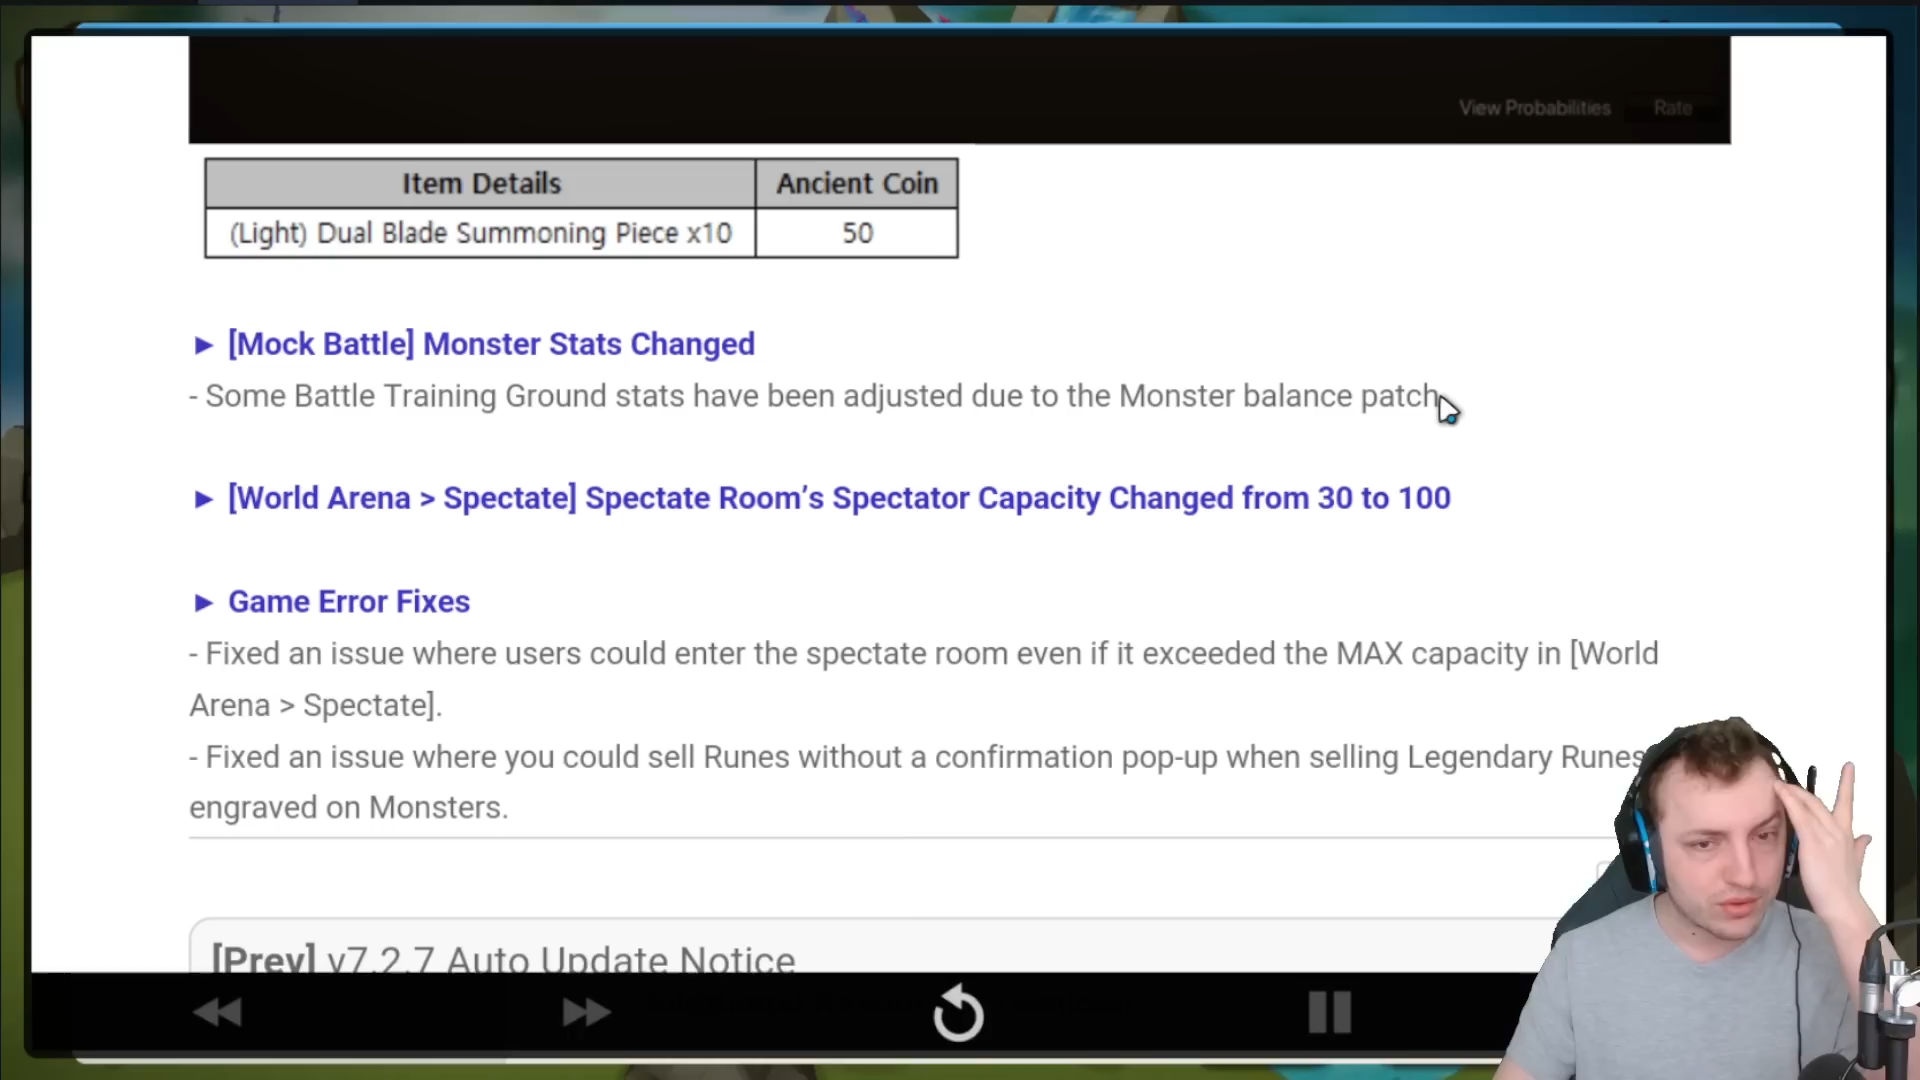 View Probabilities Rate
Item Details Ancient Coin
(Light) Dual Blade Summoning Piece x10 50
► [Mock Battle] Monster Stats Changed
- Some Battle Training Ground stats have been adjusted due to the Monster balance patch
► [World Arena > Spectate] Spectate Room’s Spectator Capacity Changed from 30 to 100
► Game Error Fixes
- Fixed an issue where users could enter the spectate room even if it exceeded the MAX capacity in [World
Arena > Spectate].
- Fixed an issue where you could sell Runes without a confirmation pop-up when selling Legendary Runes
engraved on Monsters.
[Prev] v7.2.7 Auto Update Notice